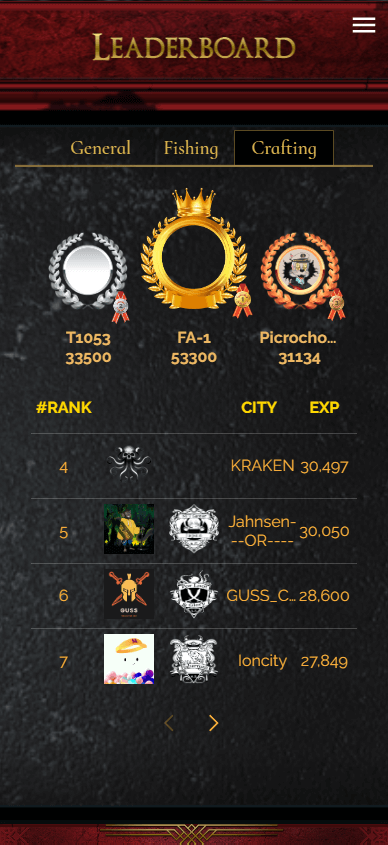 LEADERBOARD
General Fishing Crafting
T1053 FA-1 Picrocho...
33500 53300 31134
#RANK CITY EXP
4 KRAKEN 30,497
5 Jahnsen-
--OR---- 30,050
6 GUSS GUSS_C... 28,600
7 Ioncity 27,849